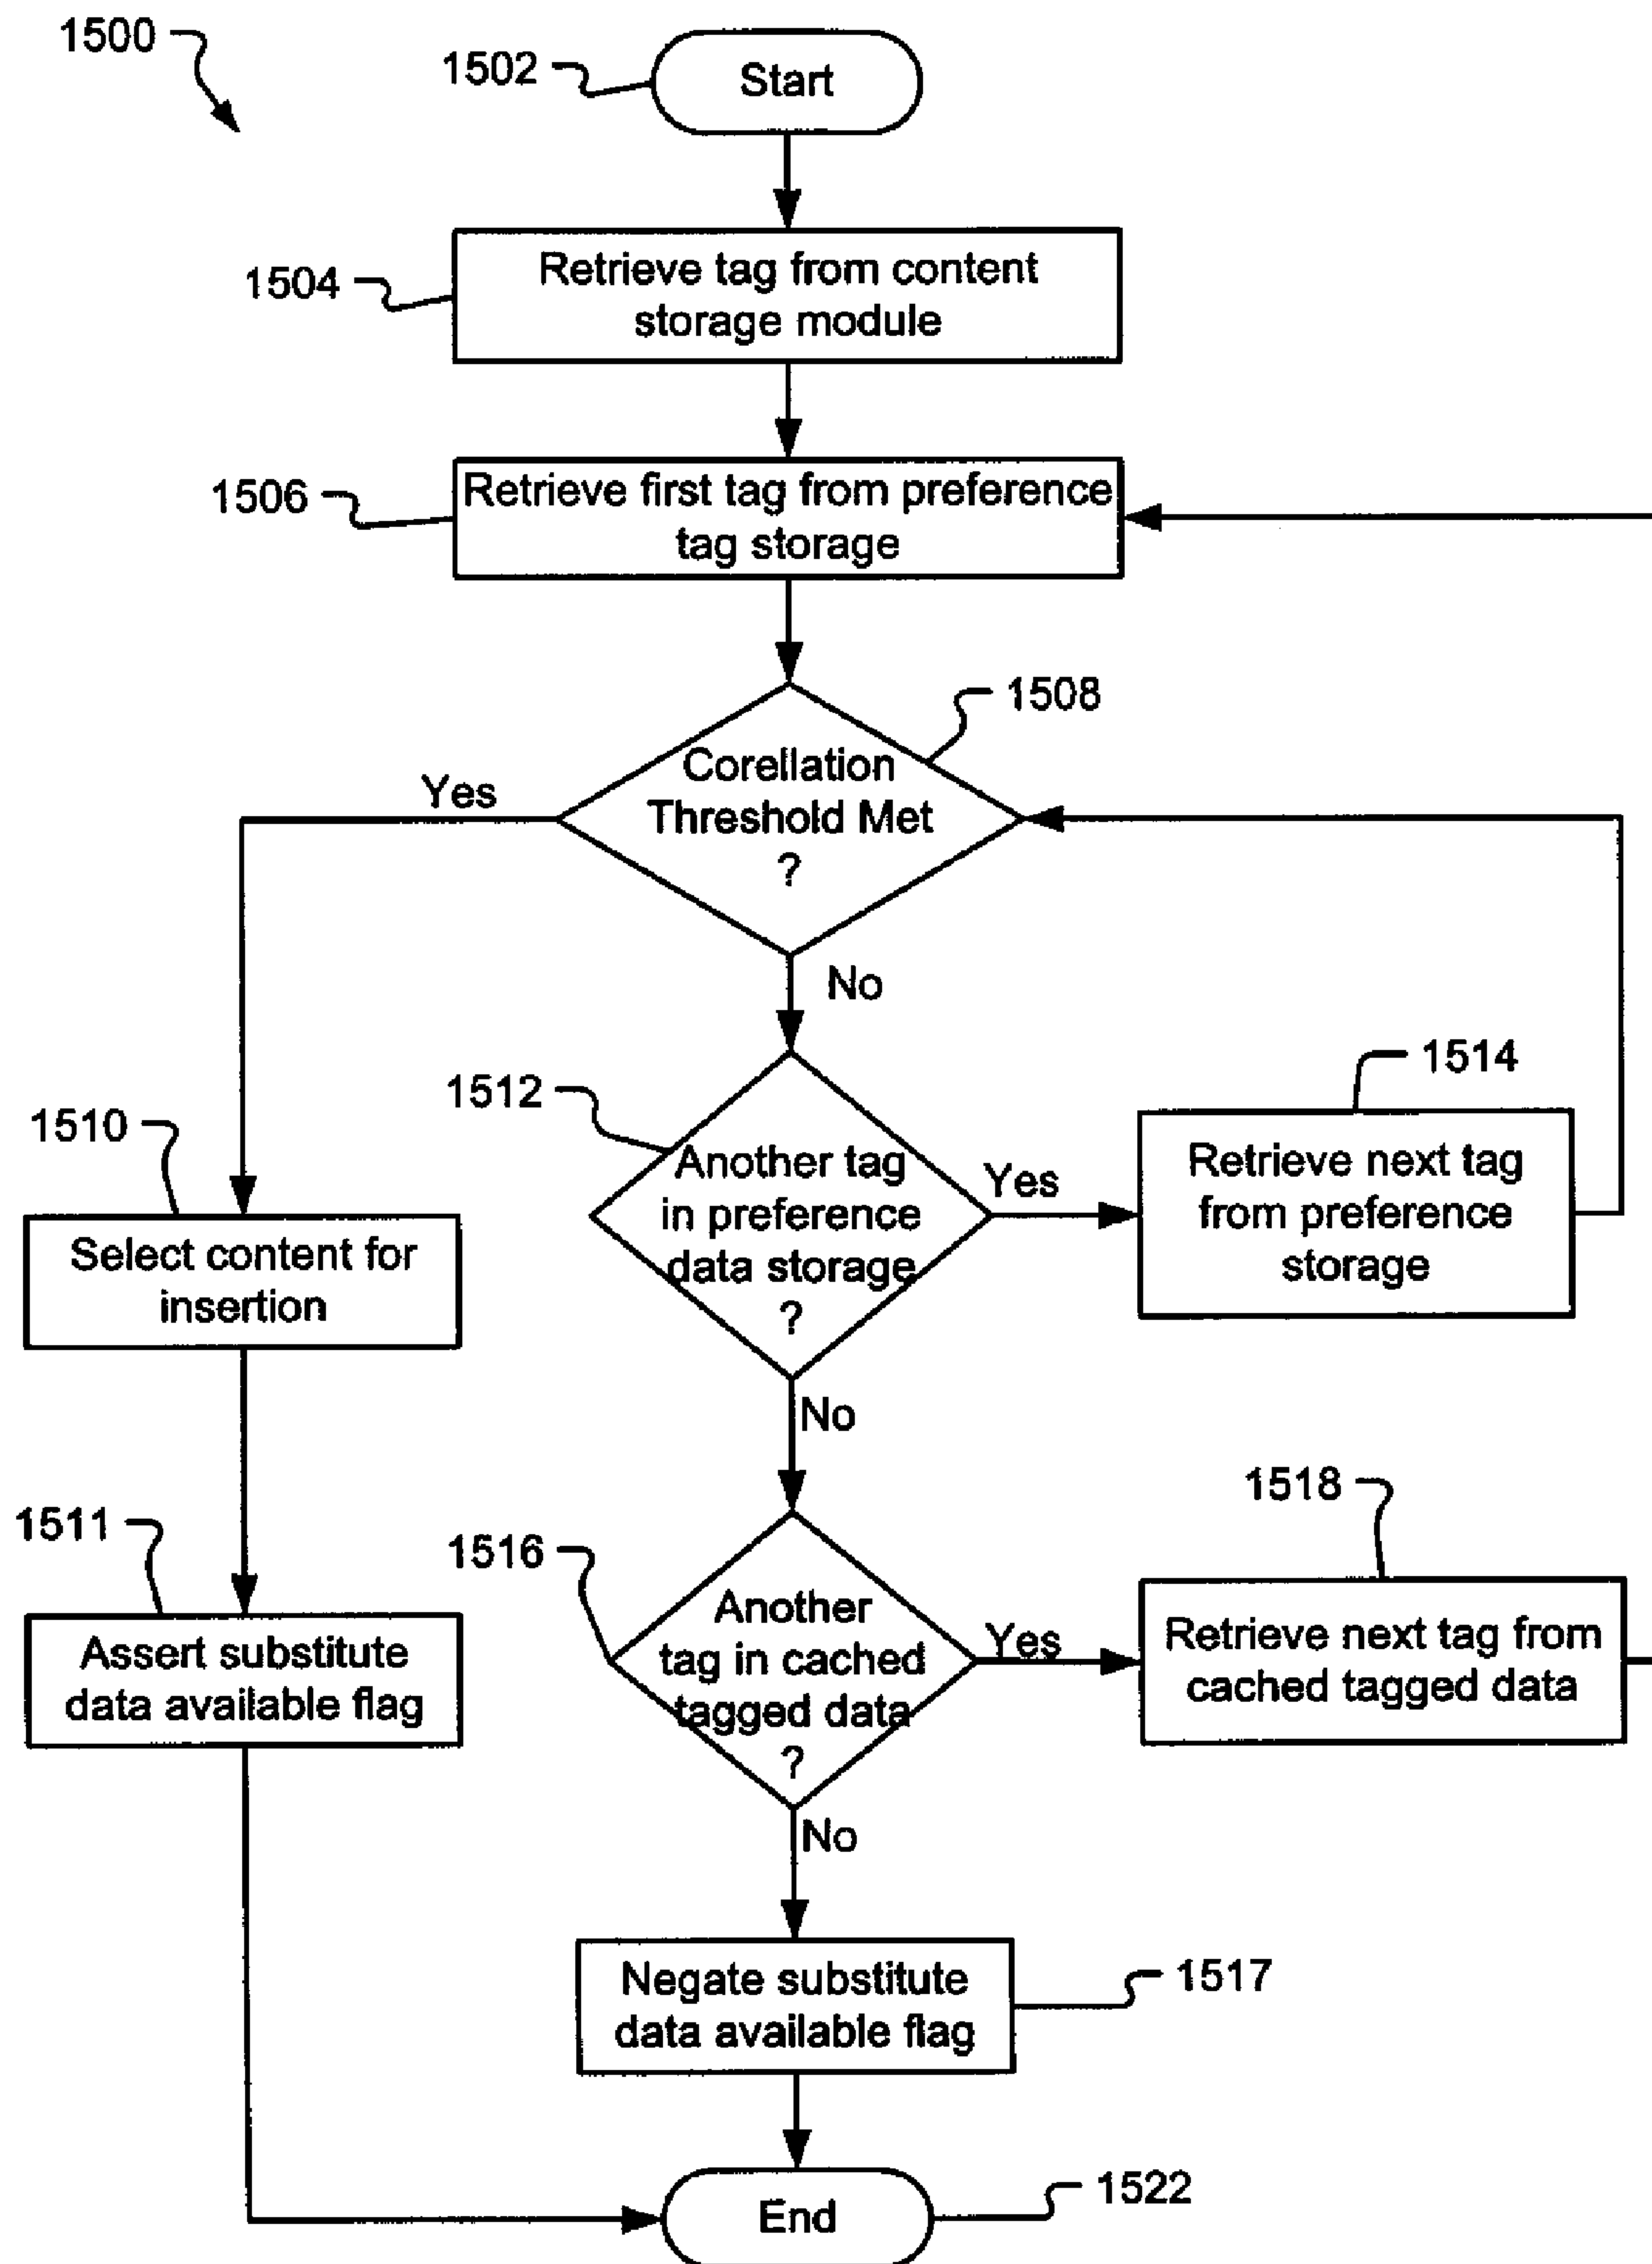 1500
1502
Start
1504
Retrieve tag from content
storage module
1506
Retrieve first tag from preference
tag storage
1508
Corellation
Threshold Met
?
Yes
No
1510
Select content for
insertion
1512
Another tag
in preference
data storage
?
Yes
1514
Retrieve next tag
from preference
storage
No
1511
Assert substitute
data available flag
1516
Another
tag in cached
tagged data
?
Yes
1518
Retrieve next tag from
cached tagged data
No
Negate substitute
data available flag
1517
End
1522